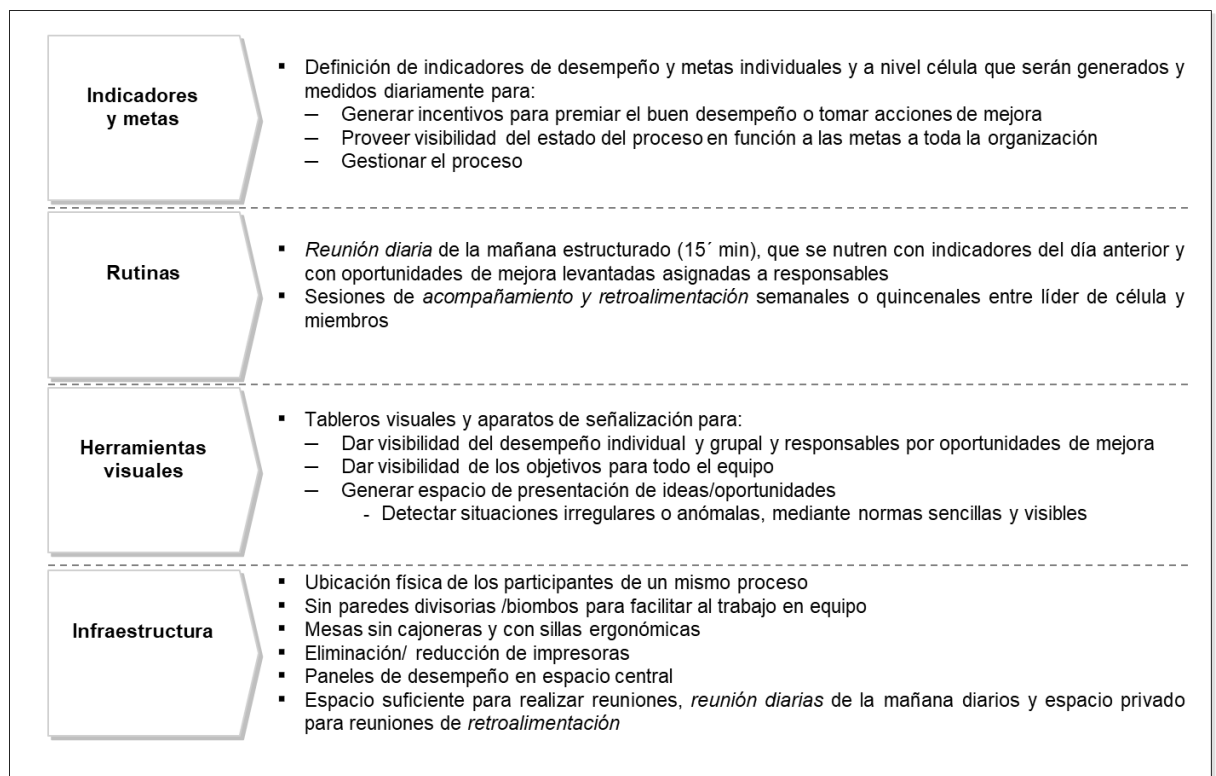 Indicadores
y metas
▪ Definición de indicadores de desempeño y metas individuales y a nivel célula que serán generados y
medidos diariamente para:
— Generar incentivos para premiar el buen desempeño o tomar acciones de mejora
— Proveer visibilidad del estado del proceso en función a las metas a toda la organización
— Gestionar el proceso
Rutinas
▪ Reunión diaria de la mañana estructurado (15´ min), que se nutren con indicadores del día anterior y
con oportunidades de mejora levantadas asignadas a responsables
▪ Sesiones de acompañamiento y retroalimentación semanales o quincenales entre líder de célula y
miembros
Herramientas
visuales
▪ Tableros visuales y aparatos de señalización para:
— Dar visibilidad del desempeño individual y grupal y responsables por oportunidades de mejora
— Dar visibilidad de los objetivos para todo el equipo
— Generar espacio de presentación de ideas/oportunidades
- Detectar situaciones irregulares o anómalas, mediante normas sencillas y visibles
Infraestructura
▪ Ubicación física de los participantes de un mismo proceso
▪ Sin paredes divisorias /biombos para facilitar al trabajo en equipo
▪ Mesas sin cajoneras y con sillas ergonómicas
▪ Eliminación/ reducción de impresoras
▪ Paneles de desempeño en espacio central
▪ Espacio suficiente para realizar reuniones, reunión diarias de la mañana diarios y espacio privado
para reuniones de retroalimentación